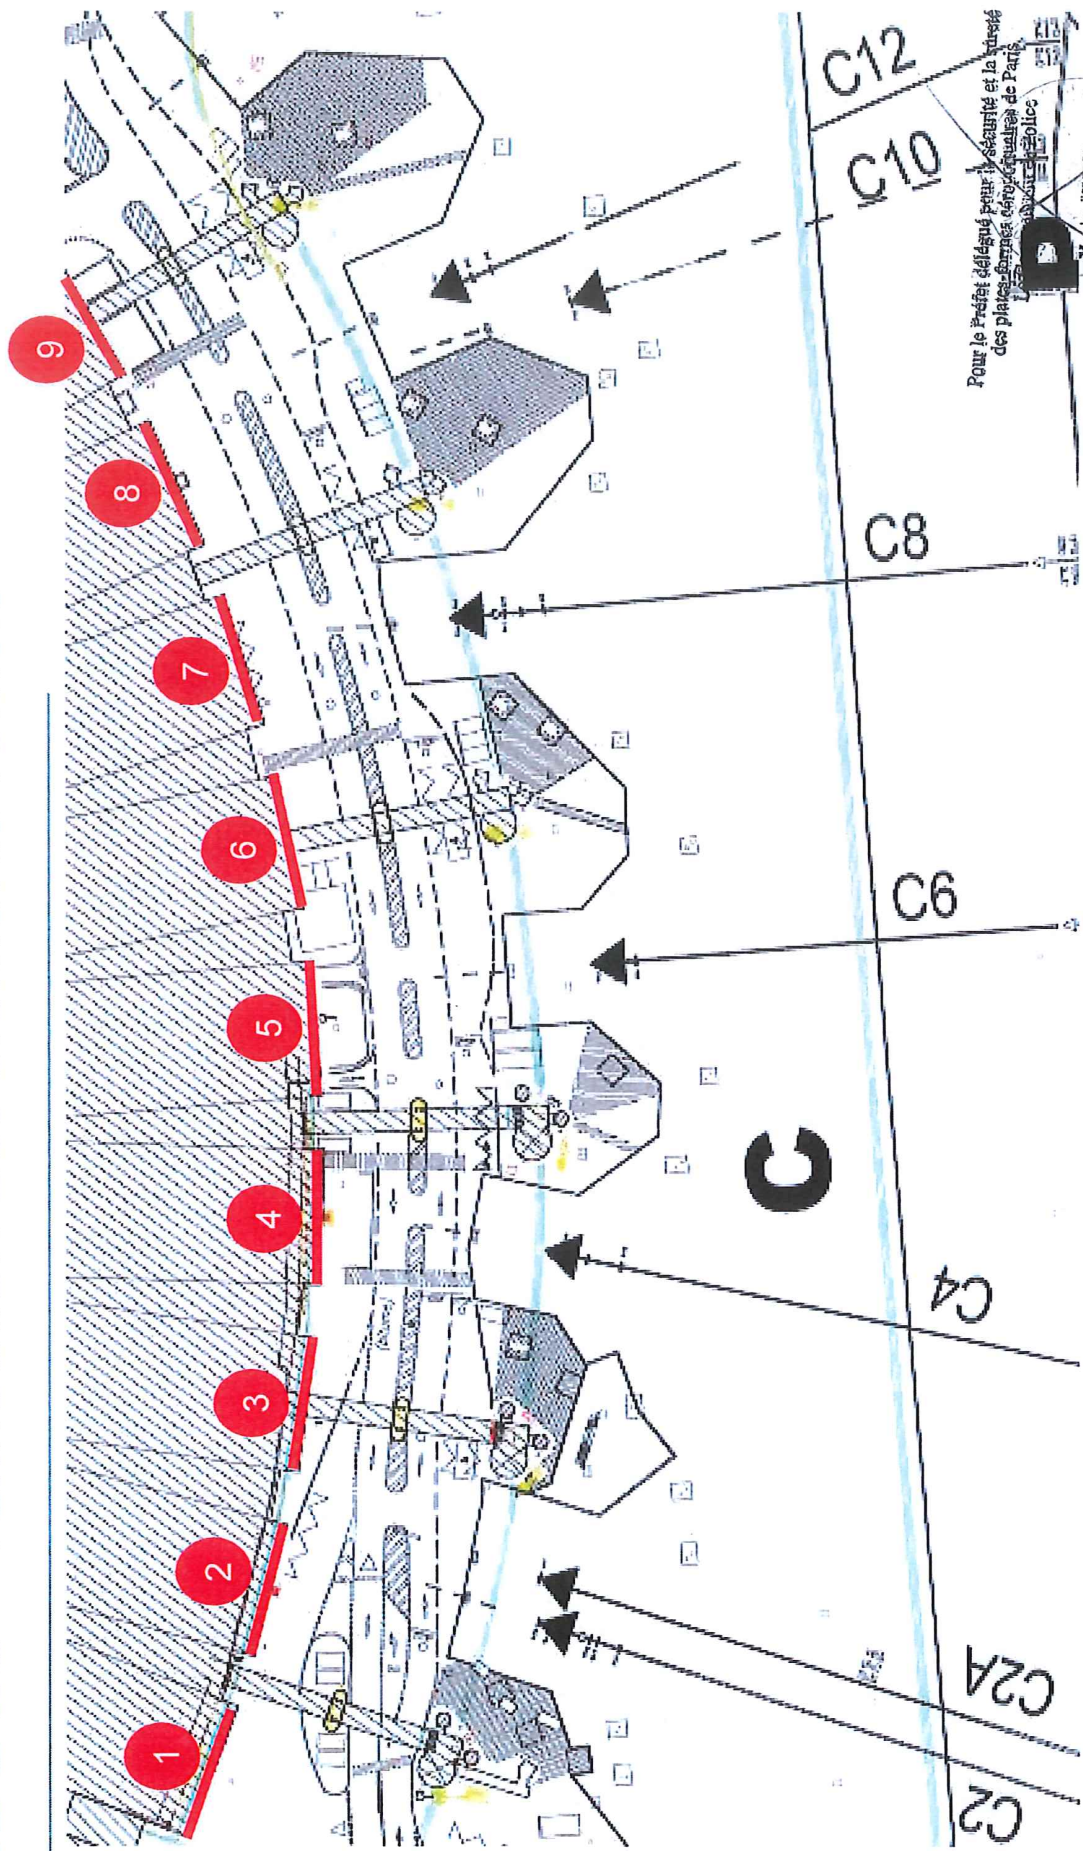 1
2
3
4
5
6
7
8
9
C2
C2A
C4
C6
C8
C10
C12
C
P
Pour le Préfet délégué pour la sécurité et la sûreté
des plates-formes aéroportuaires de Paris